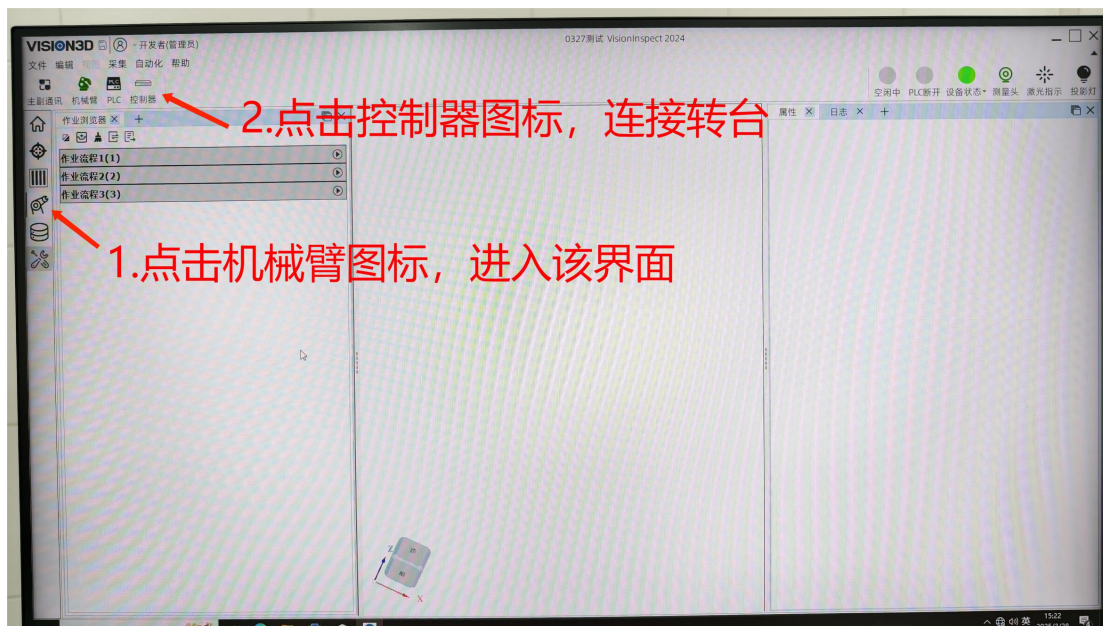 VISION3D 开发者(管理员)
0327测试 VisionInspect 2024
文件 编辑 采集 自动化 帮助
主副通讯 机械臂 PLC 控制器
空闲中 PLC断开 设备状态 测量头 激光指示 投影灯
2.点击控制器图标，连接转台
作业浏览器 × +
属性 × 日志 × +
作业流程1(1)
作业流程2(2)
作业流程3(3)
1.点击机械臂图标，进入该界面
Z
X
英 15:22